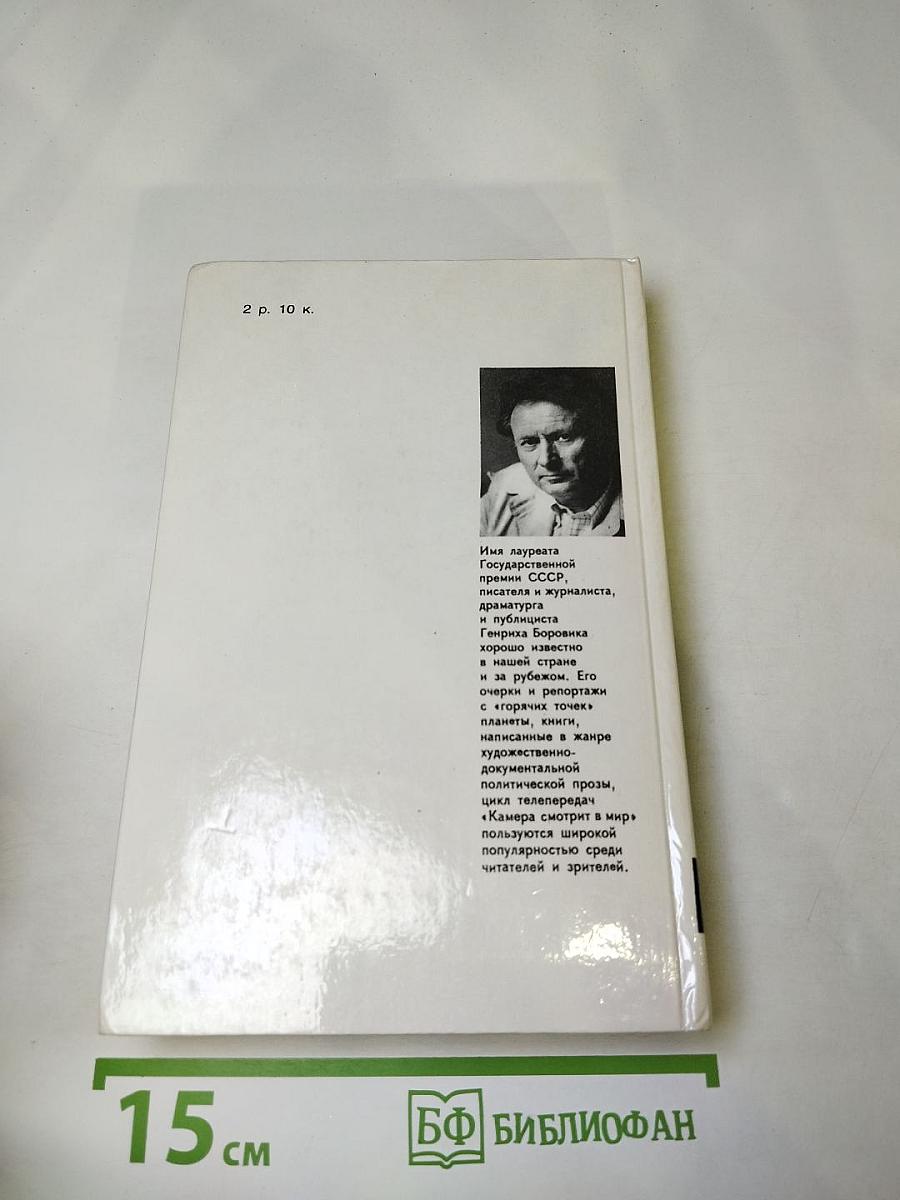 2 р. 10 к.
Имя лауреата
Государственной
премии СССР,
писателя и журналиста,
драматурга
и публициста
Генриха Боровика
хорошо известно
в нашей стране
и за рубежом. Его
очерки и репортажи
с «горячих точек»
планеты, книги,
написанные в жанре
художественно-
документальной
политической прозы,
цикл телепередач
«Камера смотрит в мир»
пользуются широкой
популярностью среди
читателей и зрителей.
15 см
БФ БИБЛИОФАН